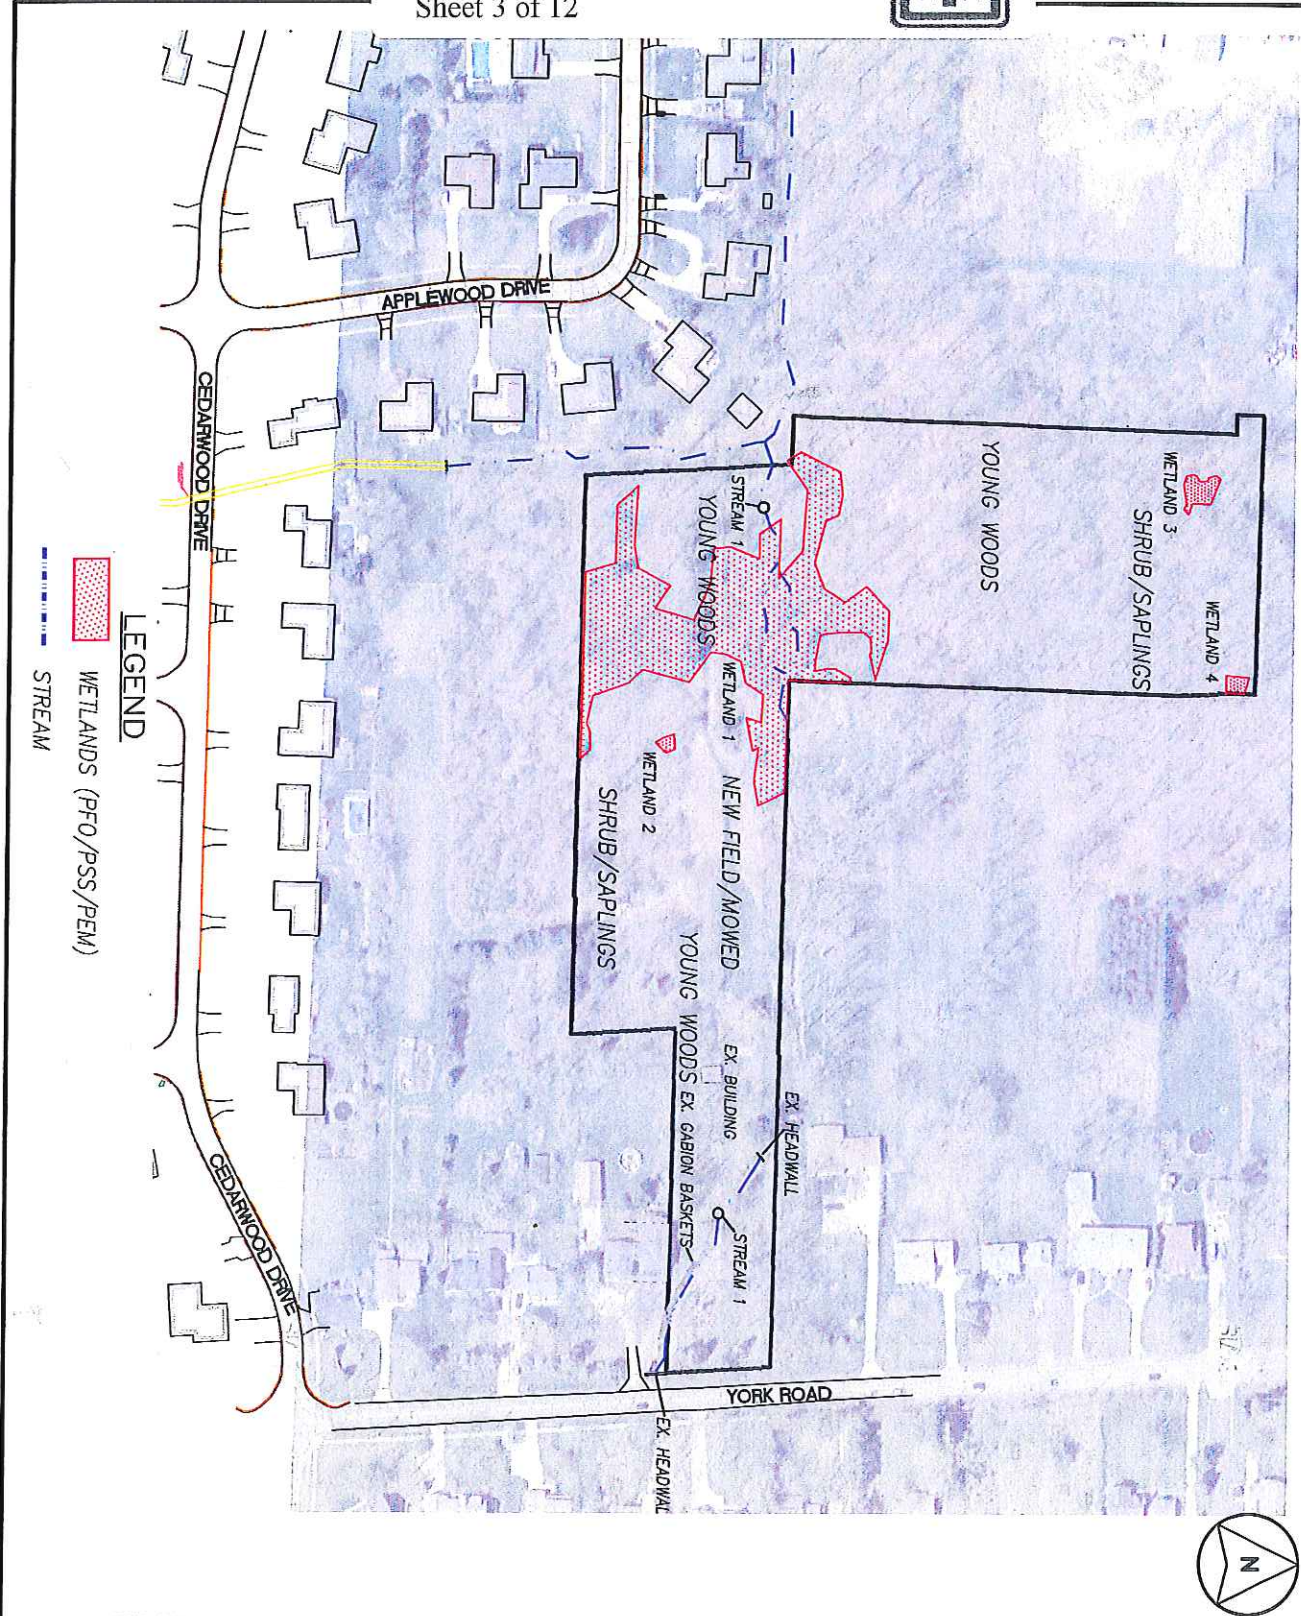 Sheet 3 of 12
APPLEWOOD DRIVE
CEDARWOOD DRIVE
CEDARWOOD DRIVE
YORK ROAD
YOUNG WOODS
WETLAND 3
SHRUB/SAPLINGS
WETLAND 4
STREAM 1
YOUNG WOODS
WETLAND 1
NEW FIELD/MOWED
WETLAND 2
SHRUB/SAPLINGS
YOUNG WOODS
EX. BUILDING
EX. HEADWALL
EX. GABION BASKETS
STREAM 1
EX. HEADWAL
LEGEND
WETLANDS (PFO/PSS/PEM)
STREAM
N